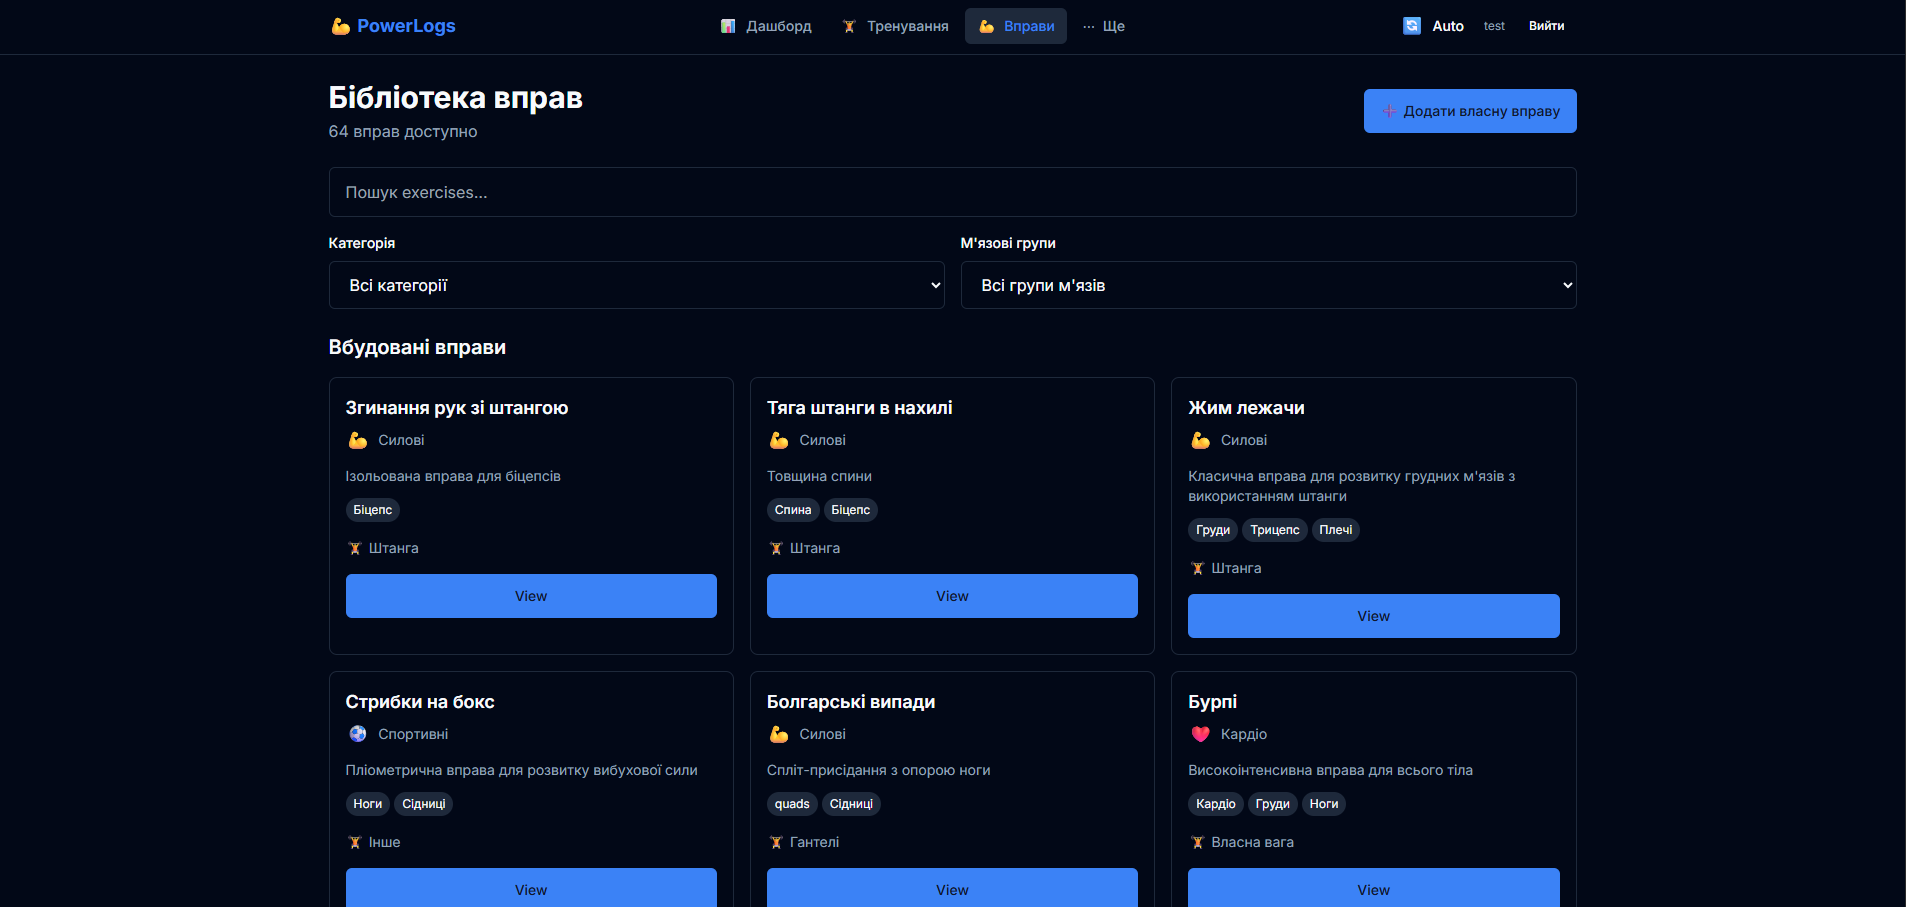 PowerLogs
Дашборд
Тренування
Вправи
··· Ще
Auto
test
Вийти
Бібліотека вправ
64 вправ доступно
Додати власну вправу
Пошук exercises...
Категорія
М'язові групи
Всі категорії
Всі групи м'язів
Вбудовані вправи
Згинання рук зі штангою
Силові
Ізольована вправа для біцепсів
Біцепс
Штанга
View
Тяга штанги в нахилі
Силові
Товщина спини
Спина Біцепс
Штанга
View
Жим лежачи
Силові
Класична вправа для розвитку грудних м'язів з
використанням штанги
Груди Трицепс Плечі
Штанга
View
Стрибки на бокс
Спортивні
Пліометрична вправа для розвитку вибухової сили
Ноги Сідниці
Інше
View
Болгарські випади
Силові
Спліт-присідання з опорою ноги
quads Сідниці
Гантелі
View
Бурпі
Кардіо
Високоінтенсивна вправа для всього тіла
Кардіо Груди Ноги
Власна вага
View